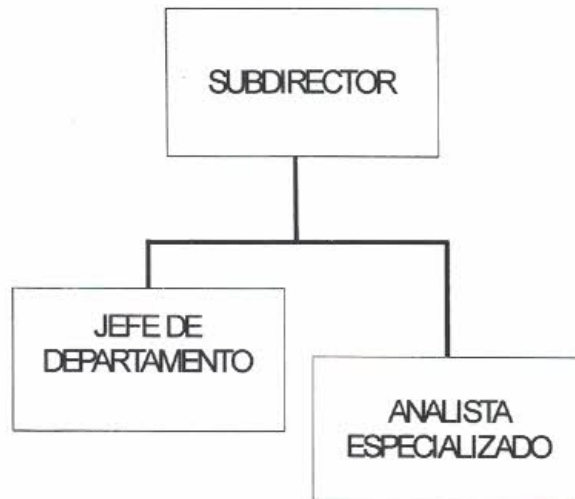 SUBDIRECTOR
JEFE DE
DEPARTAMENTO
ANALISTA
ESPECIALIZADO